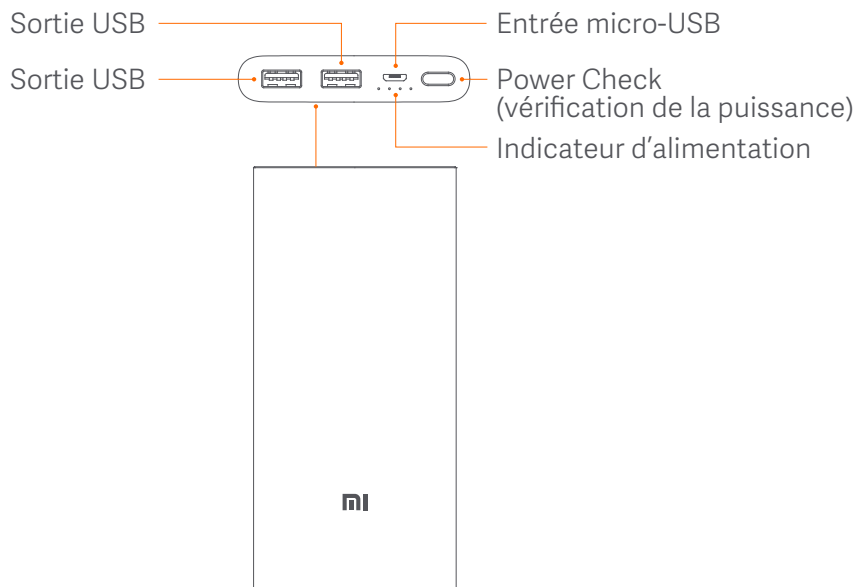 Sortie USB
Entrée micro-USB
Sortie USB
Power Check
(vérification de la puissance)
Indicateur d’alimentation
mi